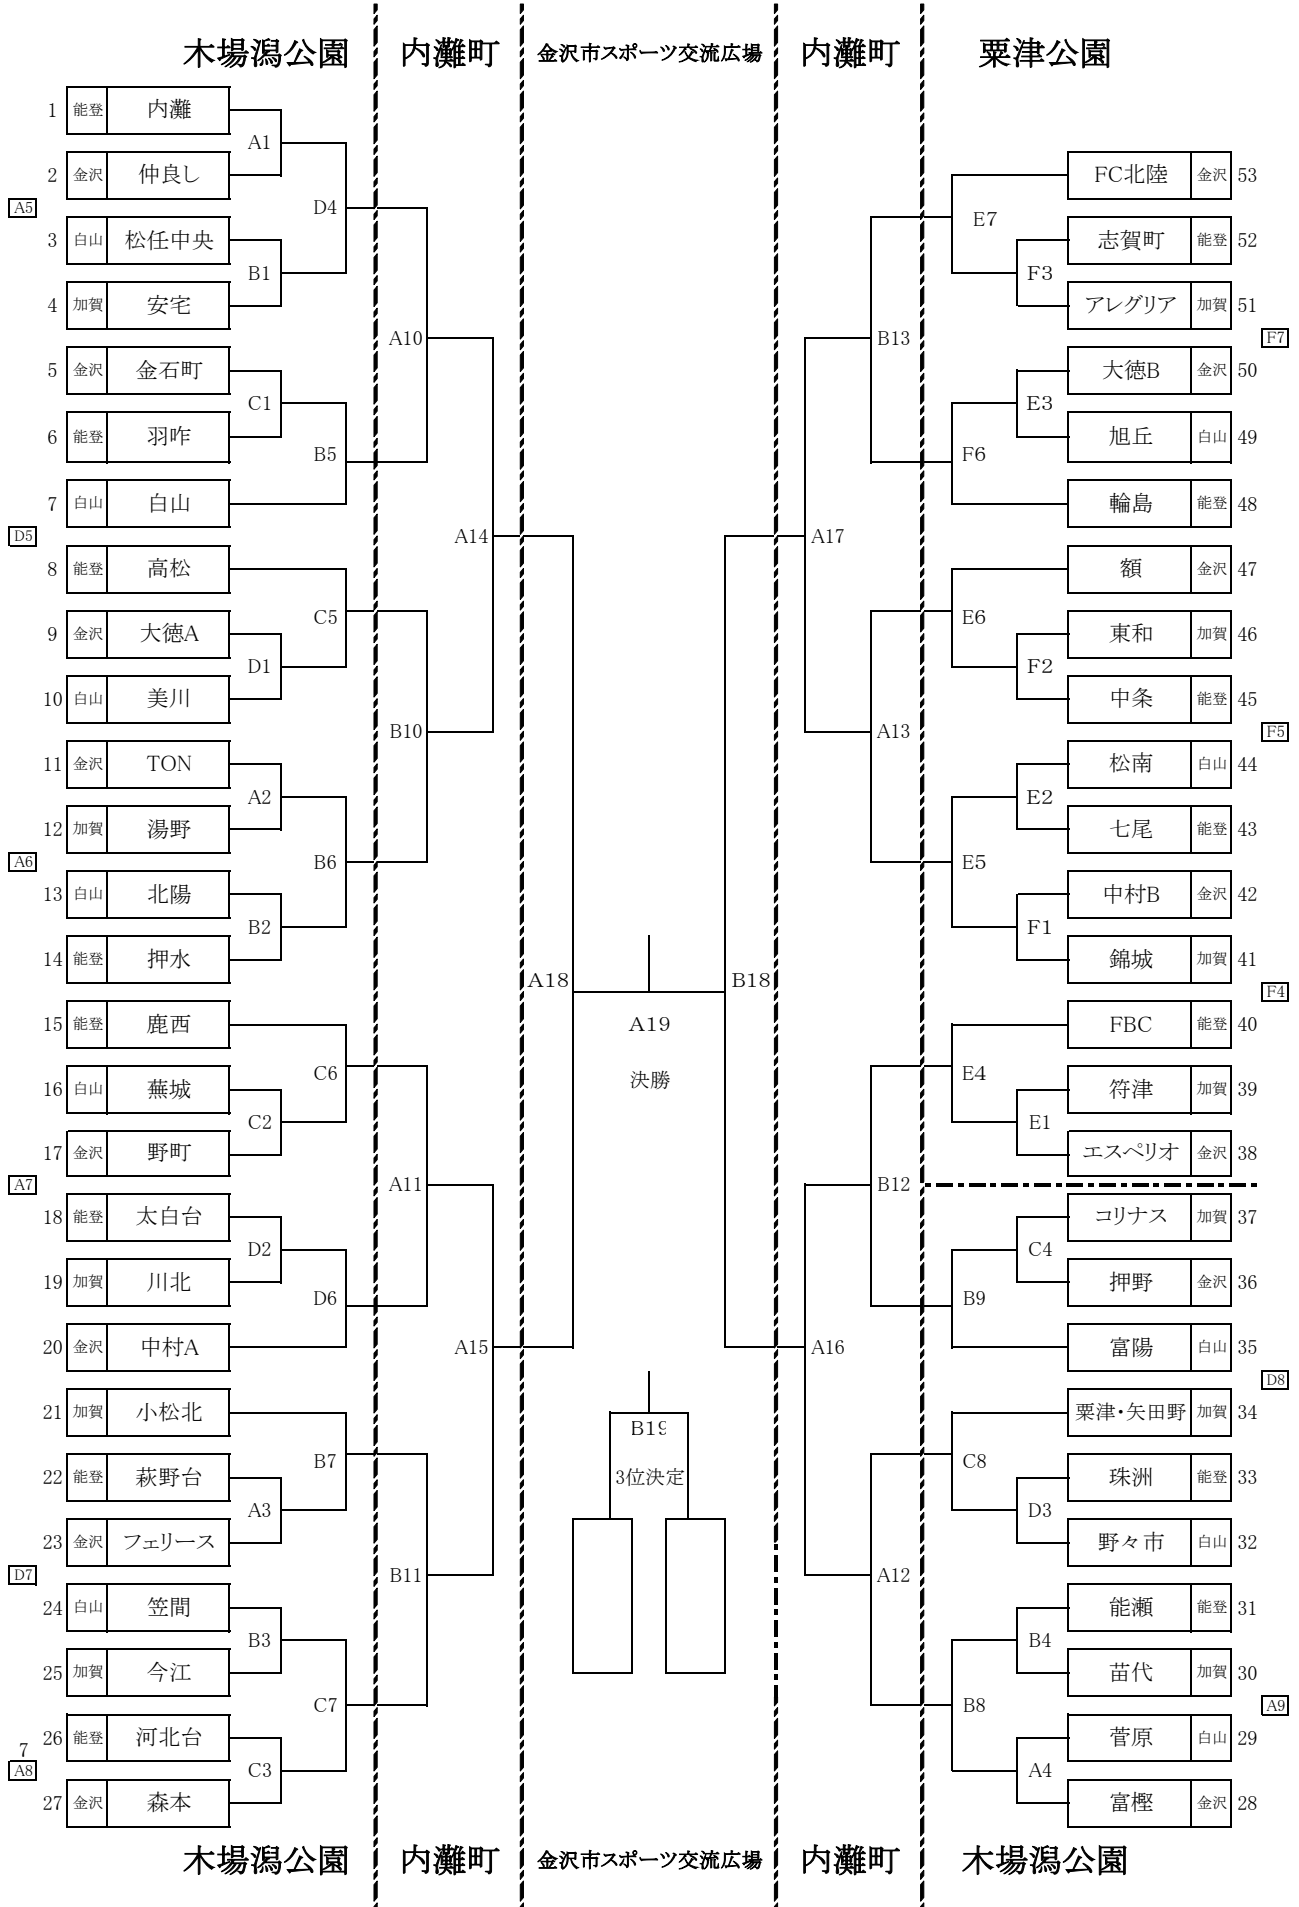 木場潟公園 内灘町 金沢市スポーツ交流広場 内灘町 粟津公園
1 能登 内灘
A1
2 金沢 仲良し
A5
D4
3 白山 松任中央
B1
4 加賀 安宅
A10
5 金沢 金石町
C1
6 能登 羽咋
B5
7 白山 白山
D5
A14
8 能登 高松
C5
9 金沢 大徳A
D1
10 白山 美川
B10
11 金沢 TON
A2
12 加賀 湯野
A6
B6
13 白山 北陽
B2
14 能登 押水
A18
15 能登 鹿西
C6
16 白山 蕪城
C2
17 金沢 野町
A7
A11
18 能登 太白台
D2
19 加賀 川北
D6
20 金沢 中村A
A15
21 加賀 小松北
B7
22 能登 萩野台
A3
23 金沢 フェリース
D7
B11
24 白山 笠間
B3
25 加賀 今江
C7
26 能登 河北台
7
A8
C3
27 金沢 森本
A19
決勝
B19
3位決定
FC北陸 金沢 53
E7
志賀町 能登 52
F3
アレグリア 加賀 51
F7
B13
大徳B 金沢 50
E3
旭丘 白山 49
F6
輪島 能登 48
A17
額 金沢 47
E6
東和 加賀 46
F2
中条 能登 45
F5
A13
松南 白山 44
E2
七尾 能登 43
E5
中村B 金沢 42
F1
錦城 加賀 41
B18
F4
FBC 能登 40
E4
符津 加賀 39
E1
エスペリオ 金沢 38
B12
コリナス 加賀 37
C4
押野 金沢 36
B9
富陽 白山 35
A16
D8
粟津・矢田野 加賀 34
C8
珠洲 能登 33
D3
野々市 白山 32
A12
能瀬 能登 31
B4
苗代 加賀 30
B8
A9
菅原 白山 29
A4
富樫 金沢 28
木場潟公園 内灘町 金沢市スポーツ交流広場 内灘町 木場潟公園